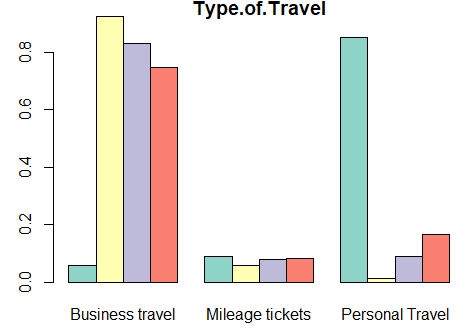 Type.of.Travel
0.8
0.6
0.4
0.2
0.0
Business travel
Mileage tickets
Personal Travel